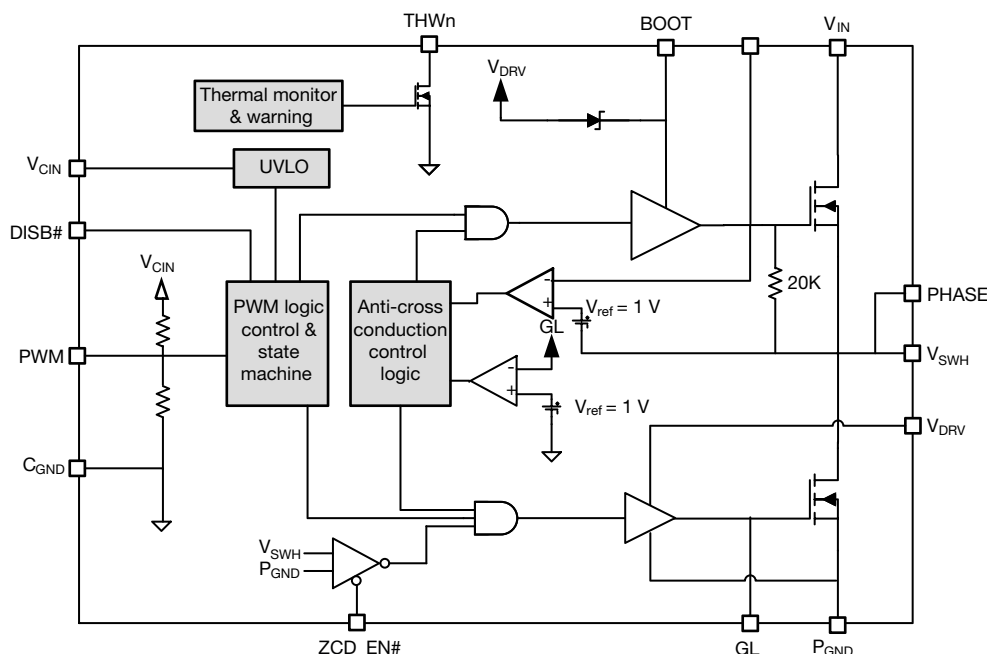 THWn
BOOT
VIN
VDRV
Thermal monitor
& warning
VCIN
UVLO
DISB#
VCIN
PWM logic
control &
state
machine
Anti-cross
conduction
control
logic
-
+
Vref = 1 V
20K
PHASE
GL
PWM
VSWH
-
+
Vref = 1 V
VDRV
CGND
VSWH
PGND
ZCD_EN#
GL
PGND